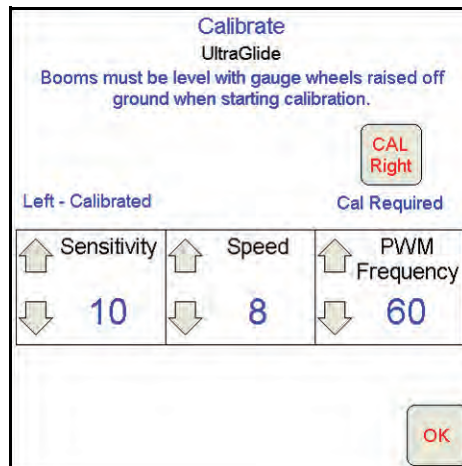 Calibrate
UltraGlide
Booms must be level with gauge wheels raised off
ground when starting calibration.
CAL
Right
Left - Calibrated
Cal Required
Sensitivity
10
Speed
8
PWM
Frequency
60
OK